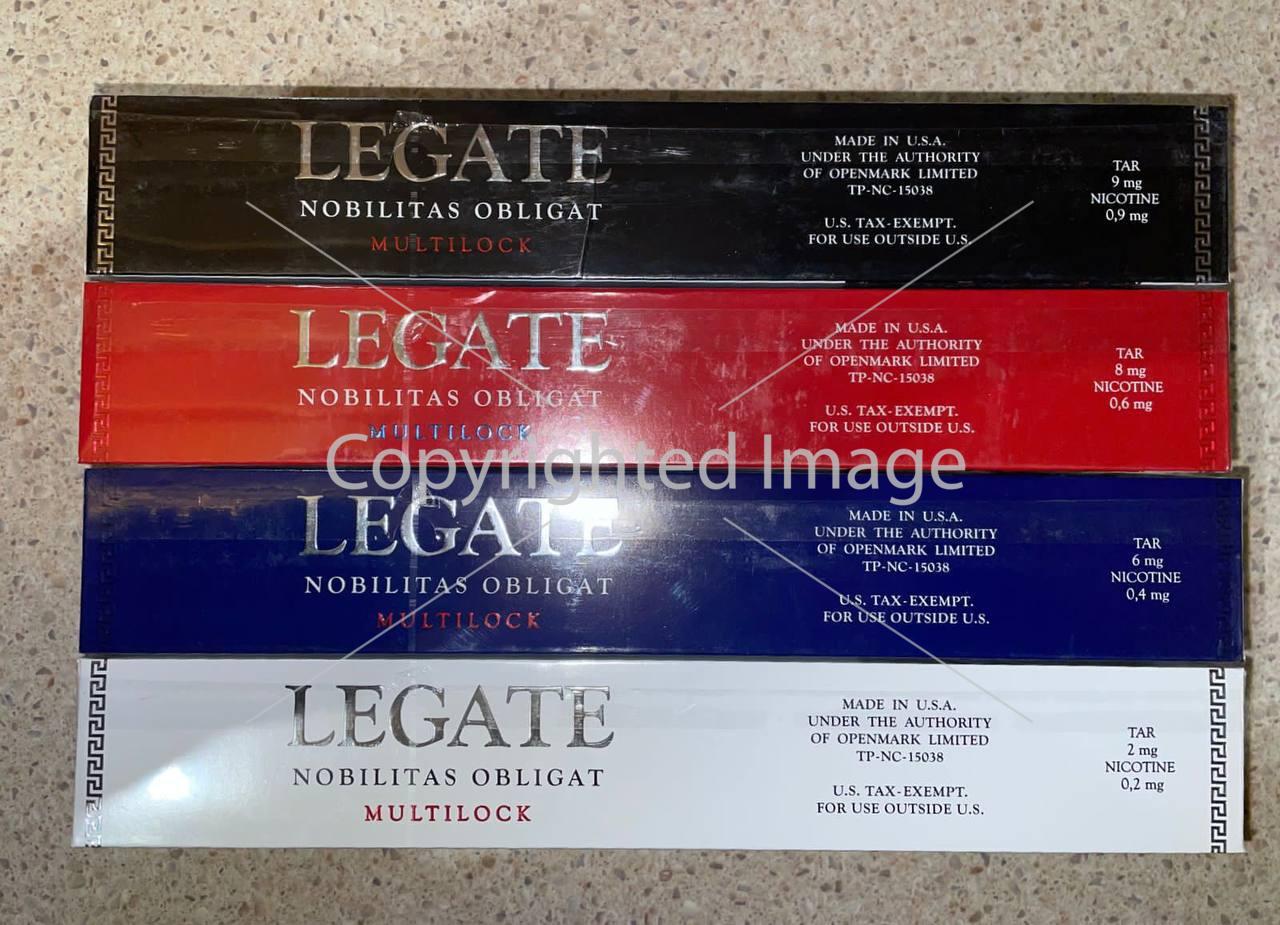 LEGATE
NOBILITAS OBLIGAT
MULTILOCK
MADE IN U.S.A.
UNDER THE AUTHORITY
OF OPENMARK LIMITED
TP-NC-15038
U.S. TAX-EXEMPT.
FOR USE OUTSIDE U.S.
TAR
9 mg
NICOTINE
0,9 mg
LEGATE
NOBILITAS OBLIGAT
MULTILOCK
MADE IN U.S.A.
UNDER THE AUTHORITY
OF OPENMARK LIMITED
TP-NC-15038
U.S. TAX-EXEMPT.
FOR USE OUTSIDE U.S.
TAR
8 mg
NICOTINE
0,6 mg
Copyrighted Image
LEGATE
NOBILITAS OBLIGAT
MULTILOCK
MADE IN U.S.A.
UNDER THE AUTHORITY
OF OPENMARK LIMITED
TP-NC-15038
U.S. TAX-EXEMPT.
FOR USE OUTSIDE U.S.
TAR
6 mg
NICOTINE
0,4 mg
LEGATE
NOBILITAS OBLIGAT
MULTILOCK
MADE IN U.S.A.
UNDER THE AUTHORITY
OF OPENMARK LIMITED
TP-NC-15038
U.S. TAX-EXEMPT.
FOR USE OUTSIDE U.S.
TAR
2 mg
NICOTINE
0,2 mg